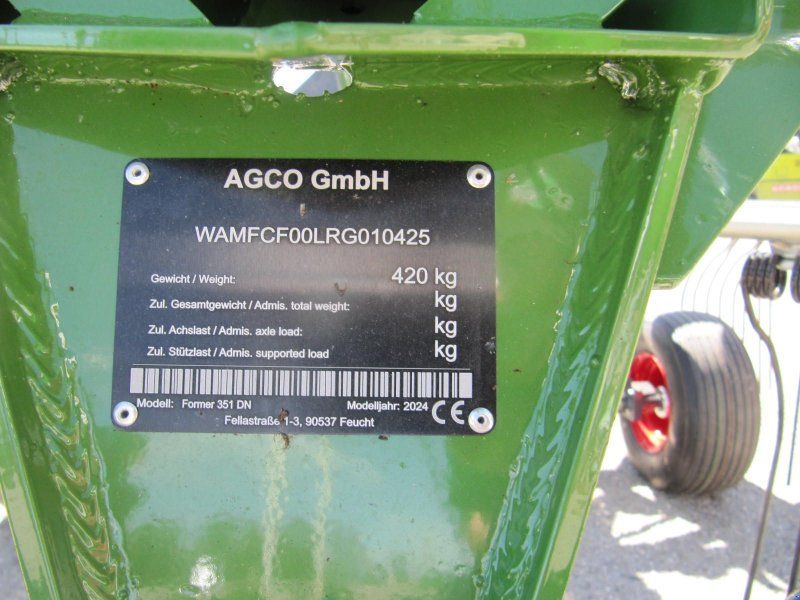 AGCO GmbH
WAMFCF00LRG010425
Gewicht / Weight: 420 kg
Zul. Gesamtgewicht / Admis. total weight: kg
Zul. Achslast / Admis. axle load: kg
Zul. Stützlast / Admis. supported load kg
Modell: Former 351 DN Modelljahr: 2024 CE
Fellastraße 1-3, 90537 Feucht